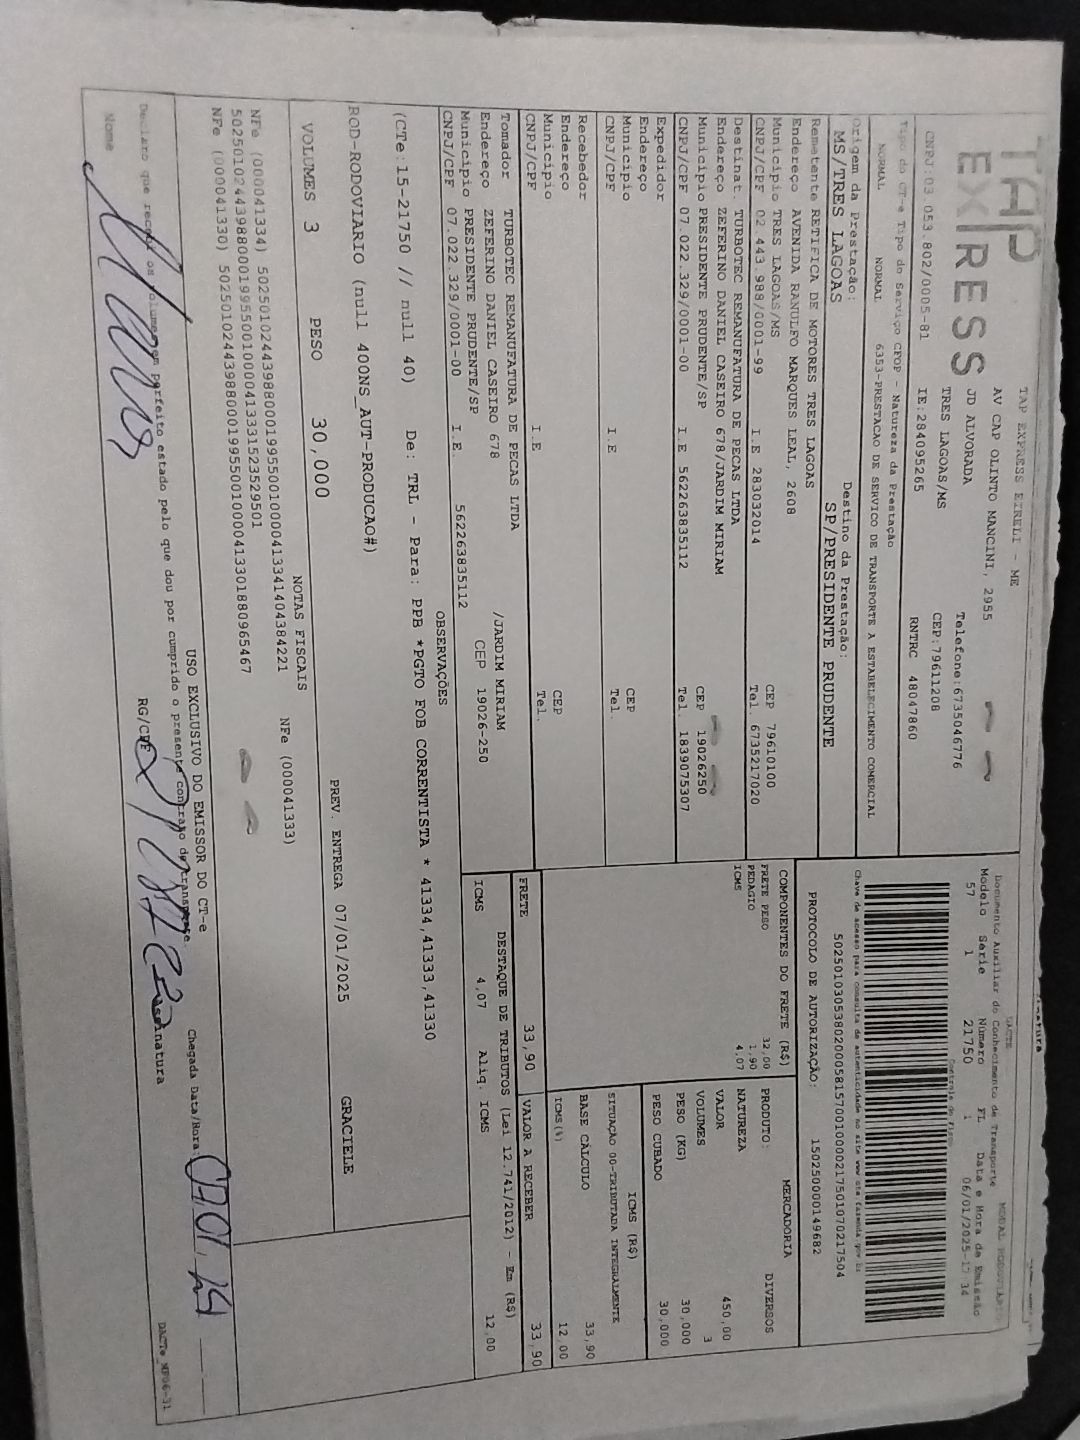 TAP
EXPRESS
TAP EXPRESS EIRELI - ME
AV CAP OLINTO MANCINI, 2955
JD ALVORADA
Telefone:6735046776
TRES LAGOAS/MS
CEP:79611208
CNPJ:03.053.802/0005-81
IE:284095265
RNTRC 48047860
Tipo do CT-e Tipo do Serviço CFOP - Natureza da Prestação
NORMAL NORMAL 6353-PRESTACAO DE SERVICO DE TRANSPORTE A ESTABELECIMENTO COMERCIAL
Origem da Prestação:
Destino da Prestação:
MS/TRES LAGOAS
SP/PRESIDENTE PRUDENTE
DACTE
MODAL RODOVIÁRIO
Documento Auxiliar do Conhecimento de Transporte
Modelo Serie Número FL Data e Hora de Emissão
57 1 21750 1 06/01/2025
Controle do Fisco
Chave de acesso para consulta de autenticidade no site www.cte.fazenda.gov.br
50250103053802000581570010000217501070217504
PROTOCOLO DE AUTORIZAÇÃO: 150250000149682
Remetente RETIFICA DE MOTORES TRES LAGOAS
Endereço AVENIDA RANULFO MARQUES LEAL, 2608
Município TRES LAGOAS/MS CEP 79610100
CNPJ/CPF 02.443.988/0001-99 I.E 283032014 Tel. 6735217020
Destinat. TURBOTEC REMANUFATURA DE PECAS LTDA
Endereço ZEFERINO DANIEL CASEIRO 678/JARDIM MIRIAM
Município PRESIDENTE PRUDENTE/SP CEP 19026250
CNPJ/CPF 07.022.329/0001-00 I.E 562263835112 Tel. 1839075307
Expedidor
Endereço
Município CEP
CNPJ/CPF I.E Tel.
Recebedor
Endereço
Município CEP
CNPJ/CPF I.E Tel.
Tomador TURBOTEC REMANUFATURA DE PECAS LTDA
Endereço ZEFERINO DANIEL CASEIRO 678 /JARDIM MIRIAM
Município PRESIDENTE PRUDENTE/SP CEP 19026-250
CNPJ/CPF 07.022.329/0001-00 I.E. 562263835112
COMPONENTES DO FRETE (R$)
FRETE PESO 32,00
PEDAGIO 1,90
ICMS 4,07
MERCADORIA
PRODUTO: DIVERSOS
NATUREZA
VALOR 450,00
VOLUMES 3
PESO (KG) 30,000
PESO CUBADO 30,000
ICMS (R$)
SITUAÇÃO 00-TRIBUTADA INTEGRALMENTE
BASE CÁLCULO 33,90
ICMS(%) 12,00
FRETE 33,90
VALOR A RECEBER 33,90
DESTAQUE DE TRIBUTOS (Lei 12.741/2012) - Em (R$)
ICMS 4,07 Aliq. ICMS 12,00
OBSERVAÇÕES
(CTe:15-21750 // null 40) De: TRL - Para: PPB *PGTO FOB CORRENTISTA * 41334,41333,41330
ROD-RODOVIARIO (null 400NS_AUT-PRODUCAO#)
VOLUMES 3 PESO 30,000 PREV. ENTREGA 07/01/2025 GRACIELE
NOTAS FISCAIS
NFe (000041334) 50250102443988000199550010000413341404384221 NFe (000041333)
50250102443988000199550010000413331523529501
NFe (000041330) 50250102443988000199550010000413301880965467
USO EXCLUSIVO DO EMISSOR DO CT-e
Declaro que recebi os volumes em perfeito estado pelo que dou por cumprido o presente contrato de transporte.
Chegada Data/Hora:
Nome
RG/CPF
Assinatura